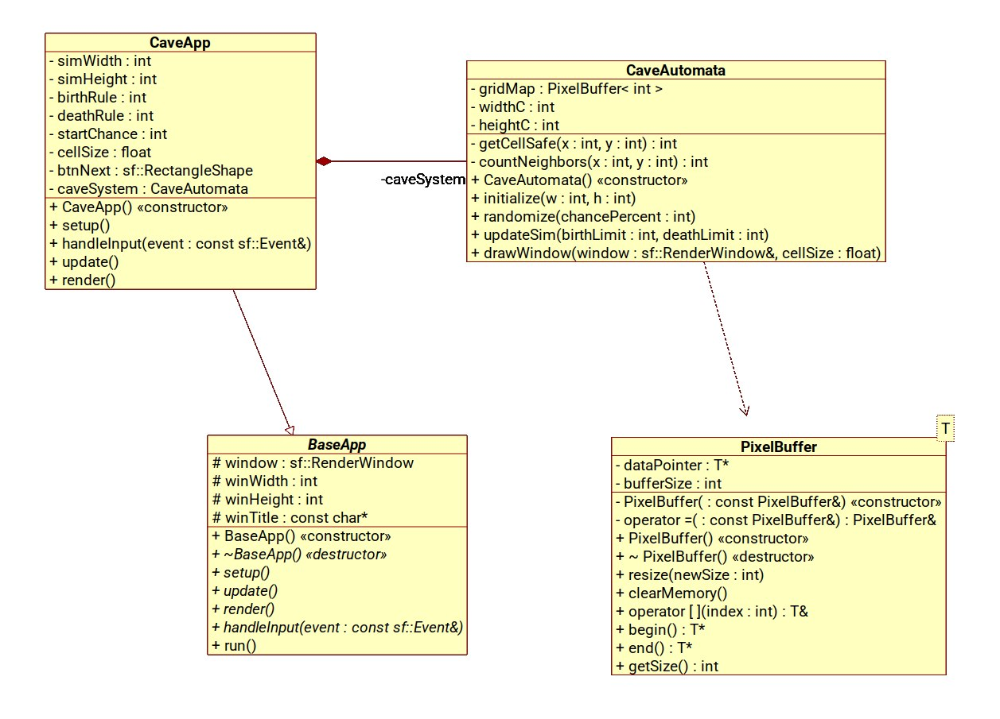 CaveApp
- simWidth : int
- simHeight : int
- birthRule : int
- deathRule : int
- startChance : int
- cellSize : float
- btnNext : sf::RectangleShape
- caveSystem : CaveAutomata
+ CaveApp() «constructor»
+ setup()
+ handleInput(event : const sf::Event&)
+ update()
+ render()
-caveSystem
CaveAutomata
- gridMap : PixelBuffer< int >
- widthC : int
- heightC : int
- getCellSafe(x : int, y : int) : int
- countNeighbors(x : int, y : int) : int
+ CaveAutomata() «constructor»
+ initialize(w : int, h : int)
+ randomize(chancePercent : int)
+ updateSim(birthLimit : int, deathLimit : int)
+ drawWindow(window : sf::RenderWindow&, cellSize : float)
BaseApp
# window : sf::RenderWindow
# winWidth : int
# winHeight : int
# winTitle : const char*
+ BaseApp() «constructor»
+ ~BaseApp() «destructor»
+ setup()
+ update()
+ render()
+ handleInput(event : const sf::Event&)
+ run()
T
PixelBuffer
- dataPointer : T*
- bufferSize : int
- PixelBuffer( : const PixelBuffer&) «constructor»
- operator =( : const PixelBuffer&) : PixelBuffer&
+ PixelBuffer() «constructor»
+ ~ PixelBuffer() «destructor»
+ resize(newSize : int)
+ clearMemory()
+ operator [ ](index : int) : T&
+ begin() : T*
+ end() : T*
+ getSize() : int